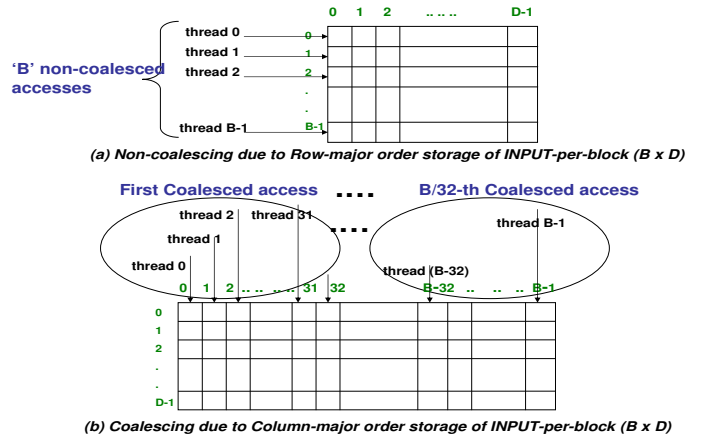 0 1 2 .. .. .. D-1
thread 0 0
thread 1 1
thread 2 2
'B' non-coalesced
accesses
.
.
thread B-1 B-1
(a) Non-coalescing due to Row-major order storage of INPUT-per-block (B x D)
First Coalesced access .... B/32-th Coalesced access
thread 2 thread 31 .... thread B-1
thread 1
thread 0 thread (B-32)
0 1 2 .. .. .. .. 31 32 B-32 .. .. .. B-1
0
1
2
.
.
D-1
(b) Coalescing due to Column-major order storage of INPUT-per-block (B x D)